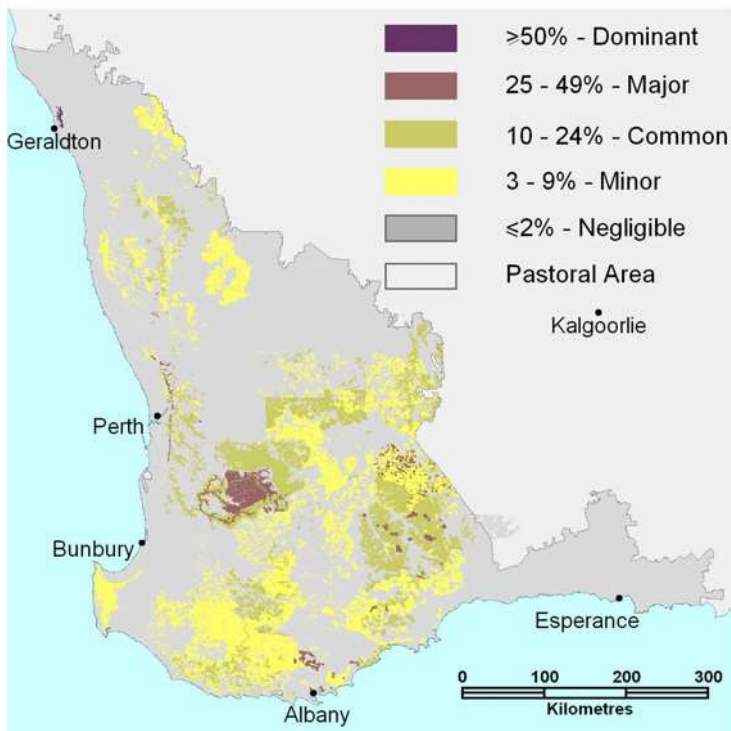 ≥50% - Dominant
25 - 49% - Major
10 - 24% - Common
3 - 9% - Minor
≤2% - Negligible
Pastoral Area
Geraldton
Kalgoorlie
Perth
Bunbury
Esperance
Albany
0 100 200 300
Kilometres